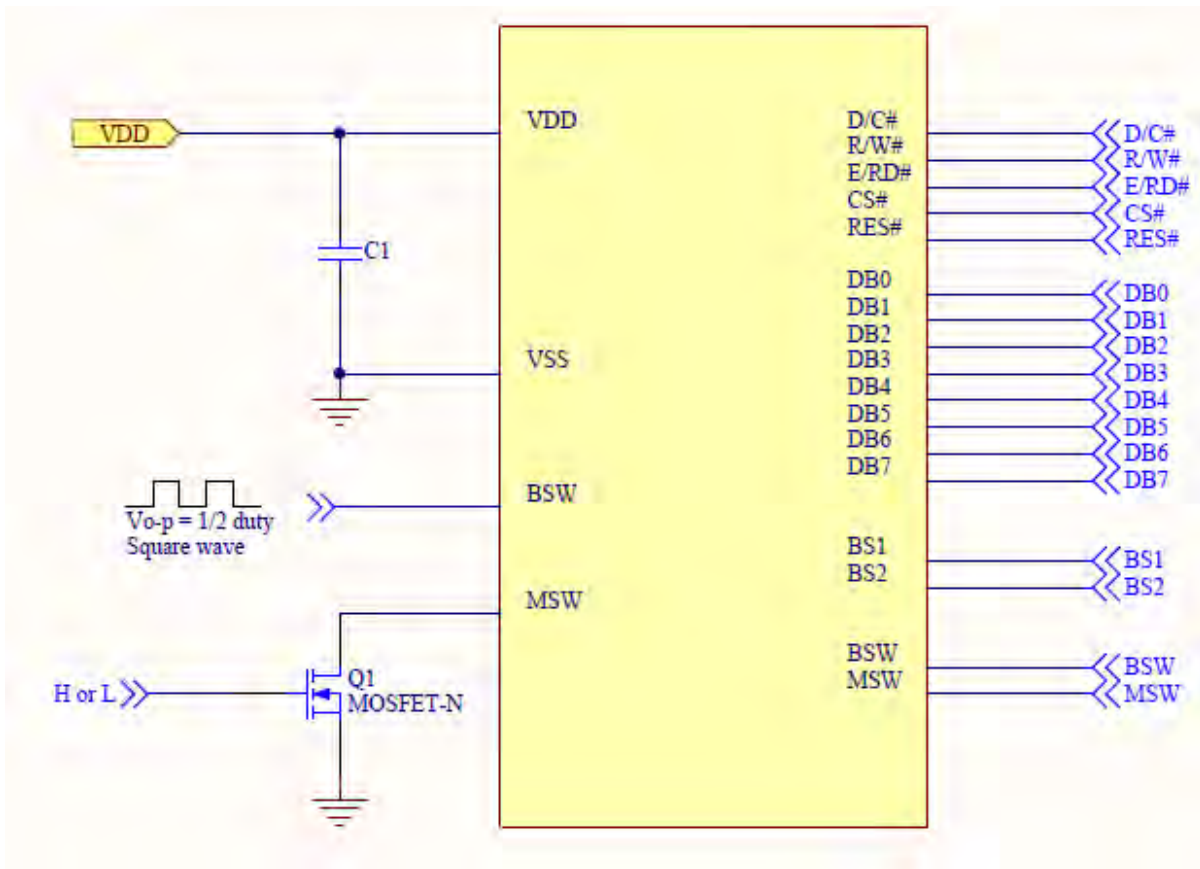 VDD
C1
Vo-p = 1/2 duty
Square wave
H or L
Q1
MOSFET-N
VDD
VSS
BSW
MSW
D/C#
R/W#
E/RD#
CS#
RES#
DB0
DB1
DB2
DB3
DB4
DB5
DB6
DB7
BS1
BS2
BSW
MSW
D/C#
R/W#
E/RD#
CS#
RES#
DB0
DB1
DB2
DB3
DB4
DB5
DB6
DB7
BS1
BS2
BSW
MSW